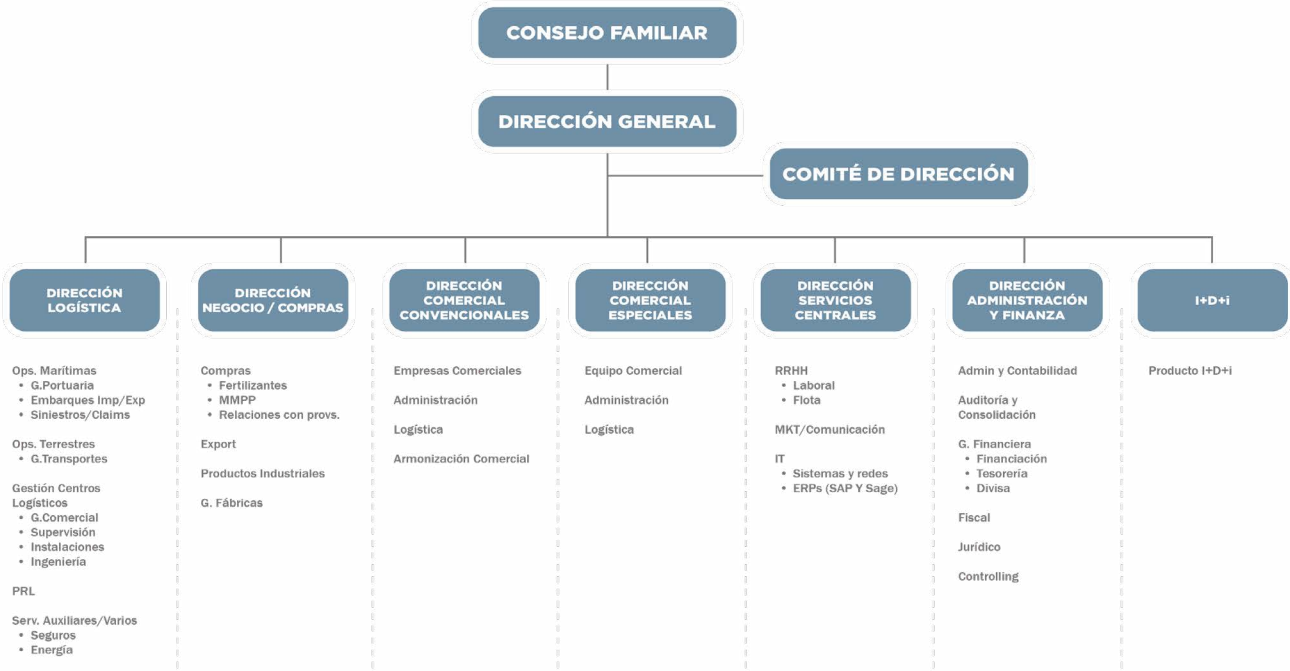 CONSEJO FAMILIAR
DIRECCIÓN GENERAL
COMITÉ DE DIRECCIÓN
DIRECCIÓN
LOGÍSTICA
Ops. Marítimas
• G.Portuaria
• Embarques Imp/Exp
• Siniestros/Claims
Ops. Terrestres
• G.Transportes
Gestión Centros
Logísticos
• G.Comercial
• Supervisión
• Instalaciones
• Ingeniería
PRL
Serv. Auxiliares/Varios
• Seguros
• Energía
DIRECCIÓN
NEGOCIO / COMPRAS
Compras
• Fertilizantes
• MMPP
• Relaciones con provs.
Export
Productos Industriales
G. Fábricas
DIRECCIÓN
COMERCIAL
CONVENCIONALES
Empresas Comerciales
Administración
Logística
Armonización Comercial
DIRECCIÓN
COMERCIAL
ESPECIALES
Equipo Comercial
Administración
Logística
DIRECCIÓN
SERVICIOS
CENTRALES
RRHH
• Laboral
• Flota
MKT/Comunicación
IT
• Sistemas y redes
• ERPs (SAP Y Sage)
DIRECCIÓN
ADMINISTRACIÓN
Y FINANZA
Admin y Contabilidad
Auditoría y
Consolidación
G. Financiera
• Financiación
• Tesorería
• Divisa
Fiscal
Jurídico
Controlling
I+D+i
Producto I+D+i